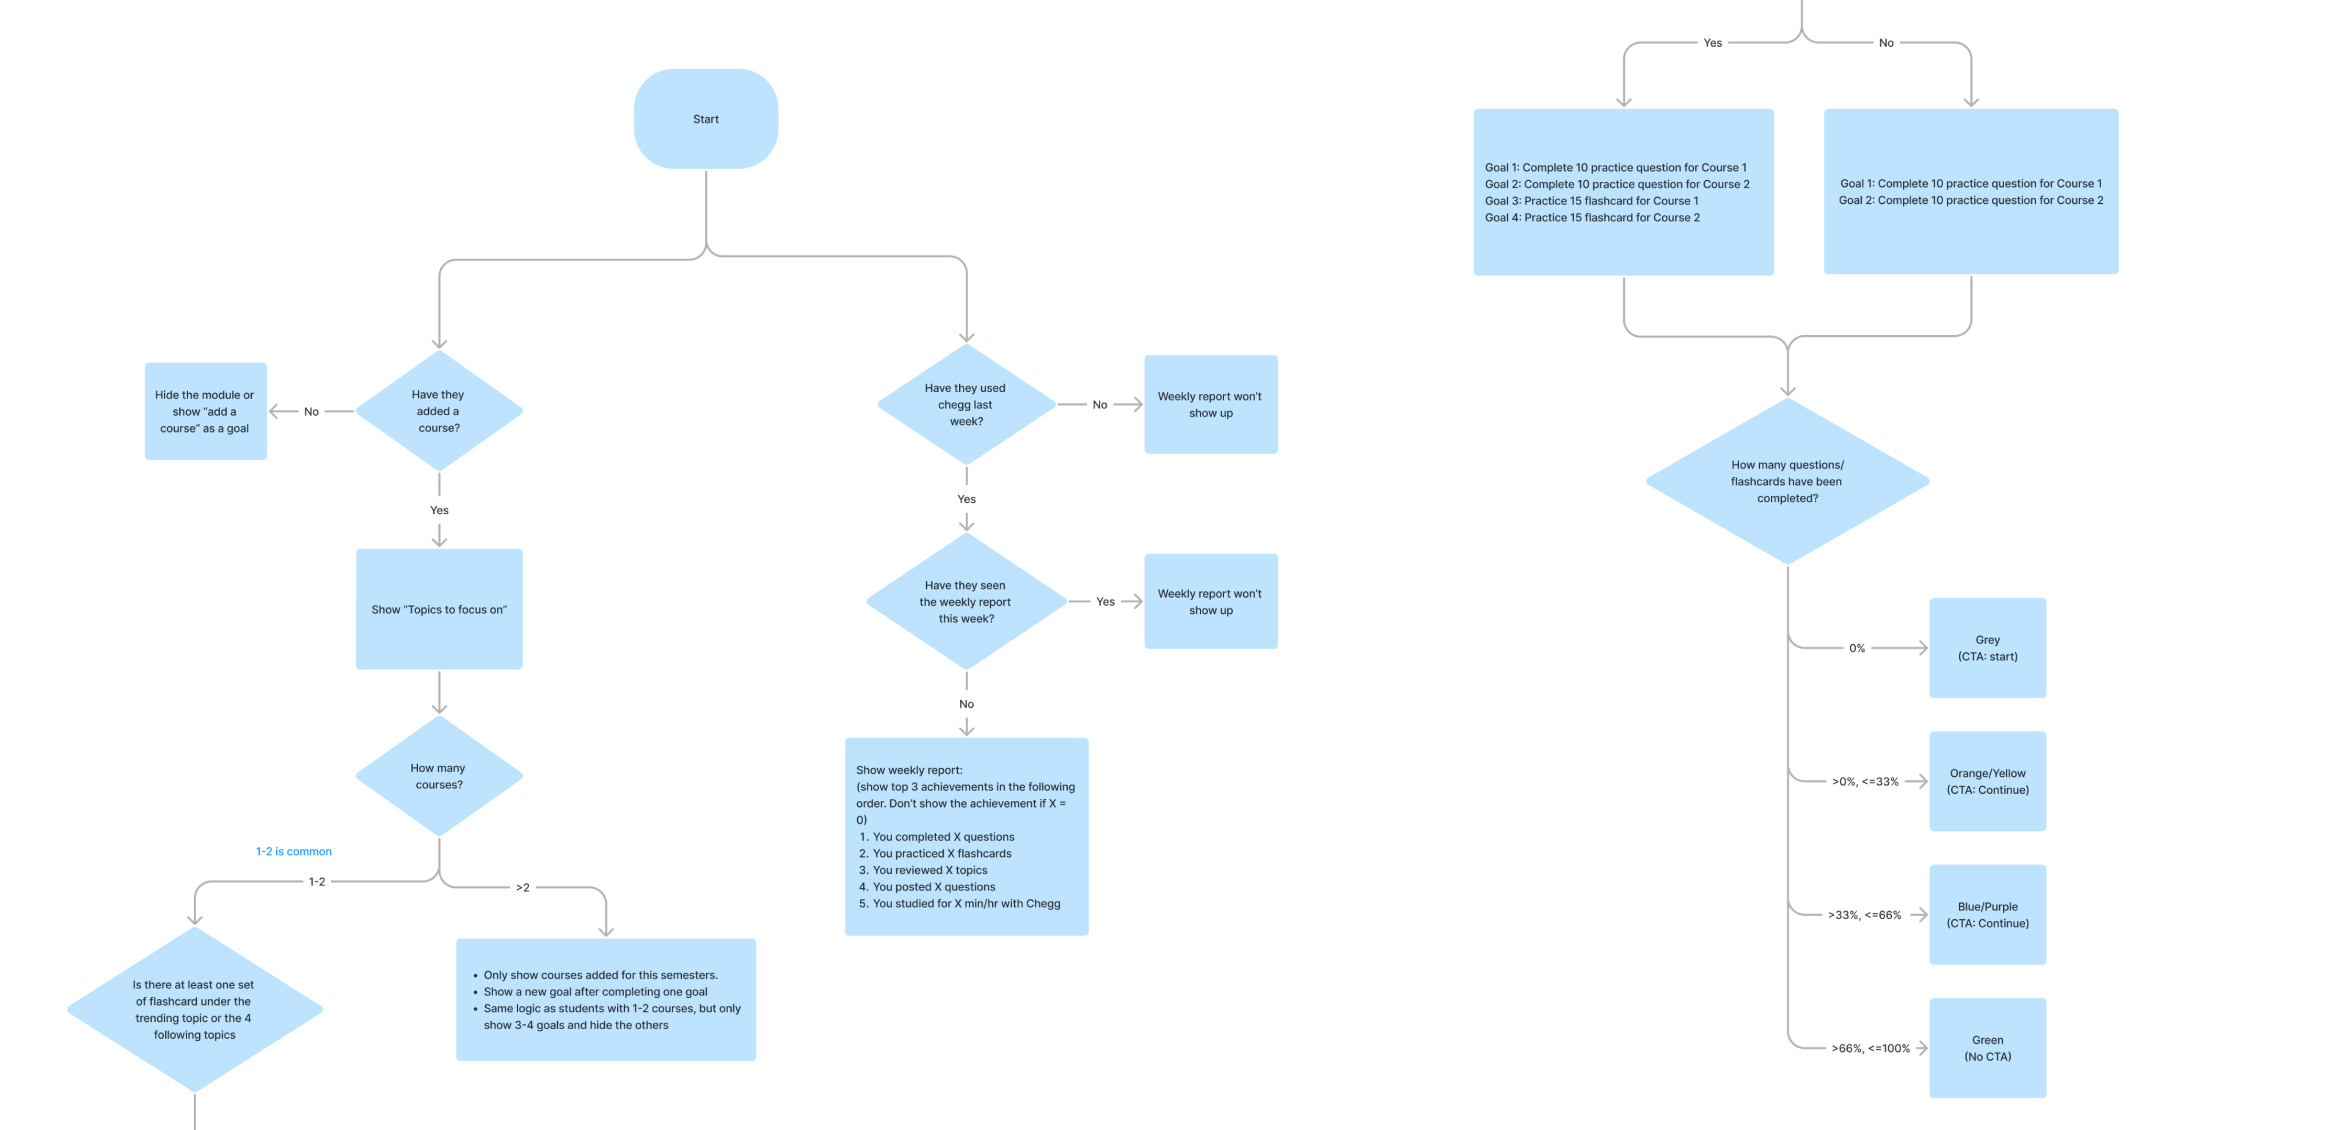 Start
Have they
added a
course?
No
Hide the module or
show “add a
course” as a goal
Yes
Show “Topics to focus on”
How many
courses?
1-2 is common
1-2
>2
Is there at least one set
of flashcard under the
trending topic or the 4
following topics
• Only show courses added for this semesters.
• Show a new goal after completing one goal
• Same logic as students with 1-2 courses, but only
show 3-4 goals and hide the others
Have they used
chegg last
week?
No
Weekly report won’t
show up
Yes
Have they seen
the weekly report
this week?
Yes
Weekly report won’t
show up
No
Show weekly report:
(show top 3 achievements in the following
order. Don’t show the achievement if X =
0)
1. You completed X questions
2. You practiced X flashcards
3. You reviewed X topics
4. You posted X questions
5. You studied for X min/hr with Chegg
Yes
No
Goal 1: Complete 10 practice question for Course 1
Goal 2: Complete 10 practice question for Course 2
Goal 3: Practice 15 flashcard for Course 1
Goal 4: Practice 15 flashcard for Course 2
Goal 1: Complete 10 practice question for Course 1
Goal 2: Complete 10 practice question for Course 2
How many questions/
flashcards have been
completed?
0%
Grey
(CTA: start)
>0%, <=33%
Orange/Yellow
(CTA: Continue)
>33%, <=66%
Blue/Purple
(CTA: Continue)
>66%, <=100%
Green
(No CTA)